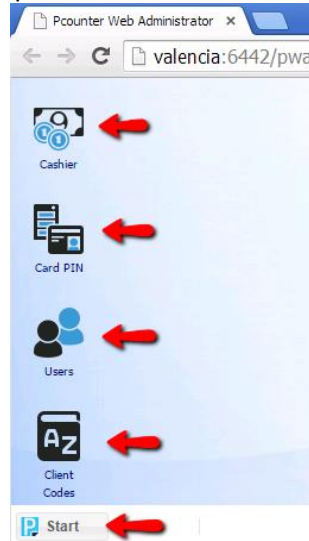 Pcounter Web Administrator
valencia:6442/pwa
Cashier
Card PIN
Users
AZ
Client
Codes
P Start